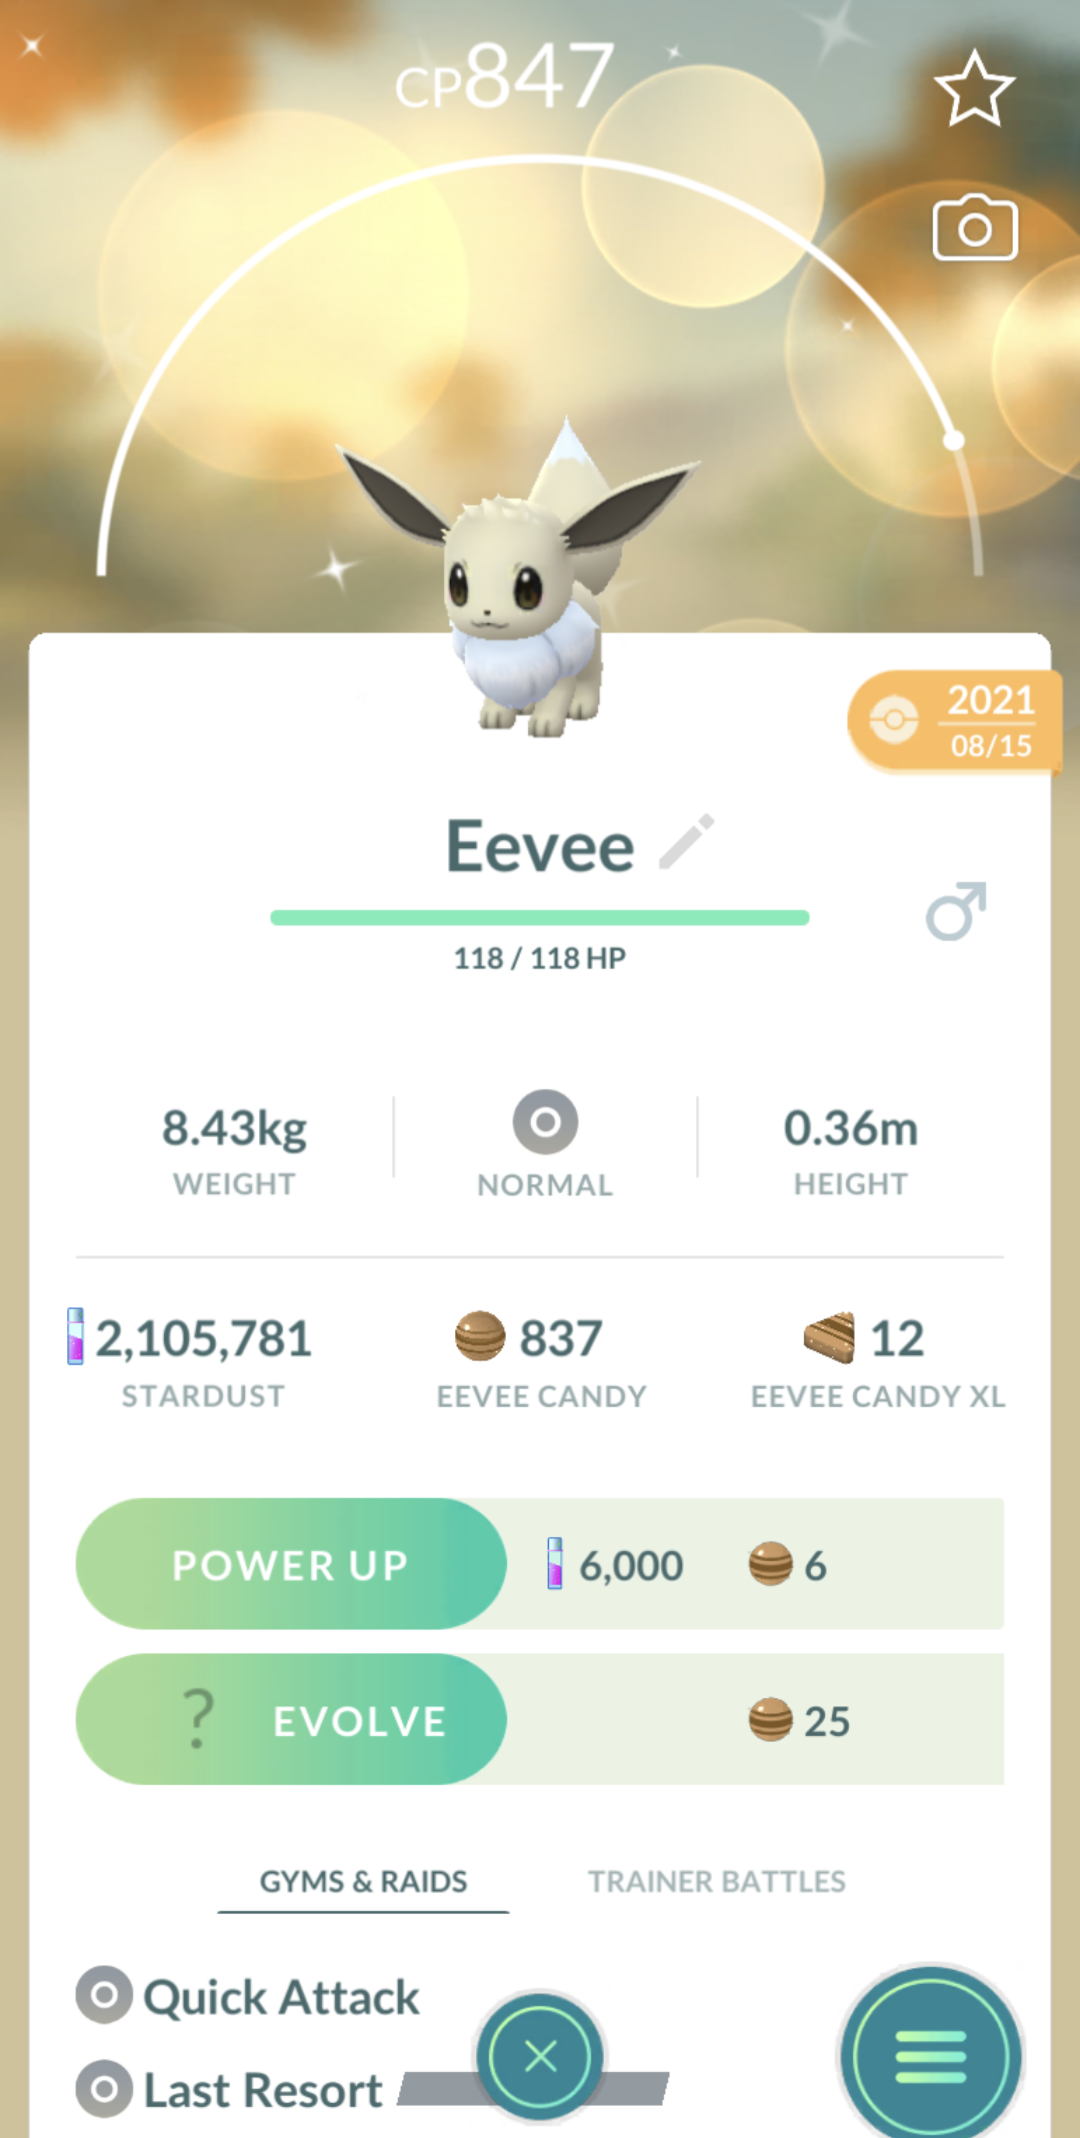 CP847
2021
08/15
Eevee
118 / 118 HP
8.43kg
WEIGHT
NORMAL
0.36m
HEIGHT
2,105,781
STARDUST
837
EEVEE CANDY
12
EEVEE CANDY XL
POWER UP 6,000 6
? EVOLVE 25
GYMS & RAIDS TRAINER BATTLES
Quick Attack
Last Resort